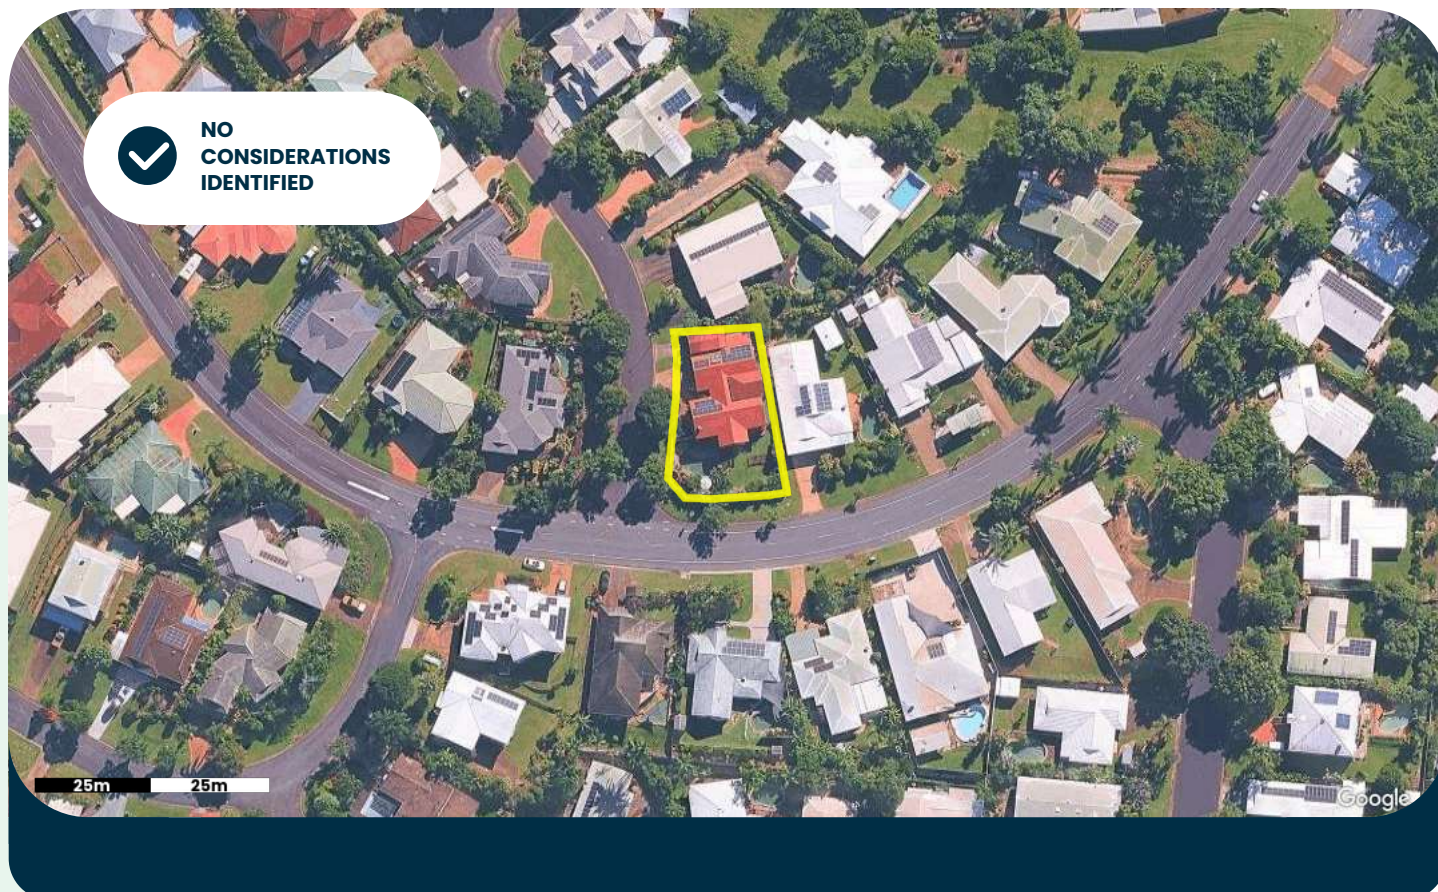 NO
CONSIDERATIONS
IDENTIFIED
25m 25m
Google